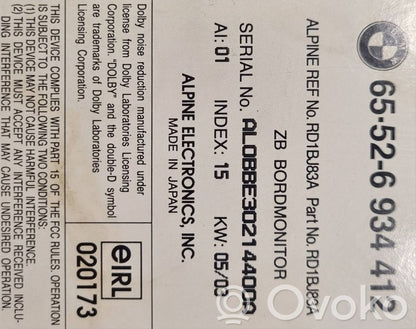 65-52-6 934 412
ZB BORDMONITOR
ALPINE REF No. RD1BJ83A Part No. RD1BJ83A
SERIAL No. AL0BBE30214400A
AI: 01 INDEX: 15 KW: 05/03
ALPINE ELECTRONICS, INC.
MADE IN JAPAN
Dolby noise reduction manufactured under
license from Dolby Laboratories Licensing
Corporation. "DOLBY" and the double-D symbol
are trademarks of Dolby Laboratories
Licensing Corporation.
eIRL
020173
THIS DEVICE COMPLIES WITH PART 15 OF THE FCC RULES. OPERATION
IS SUBJECT TO THE FOLLOWING TWO CONDITIONS:
(1) THIS DEVICE MAY NOT CAUSE HARMFUL INTERFERENCE.
(2) THIS DEVICE MUST ACCEPT ANY INTERFERENCE RECEIVED INCLU-
DING INTERFERENCE THAT MAY CAUSE UNDESIRED OPERATION.
© Ovoko